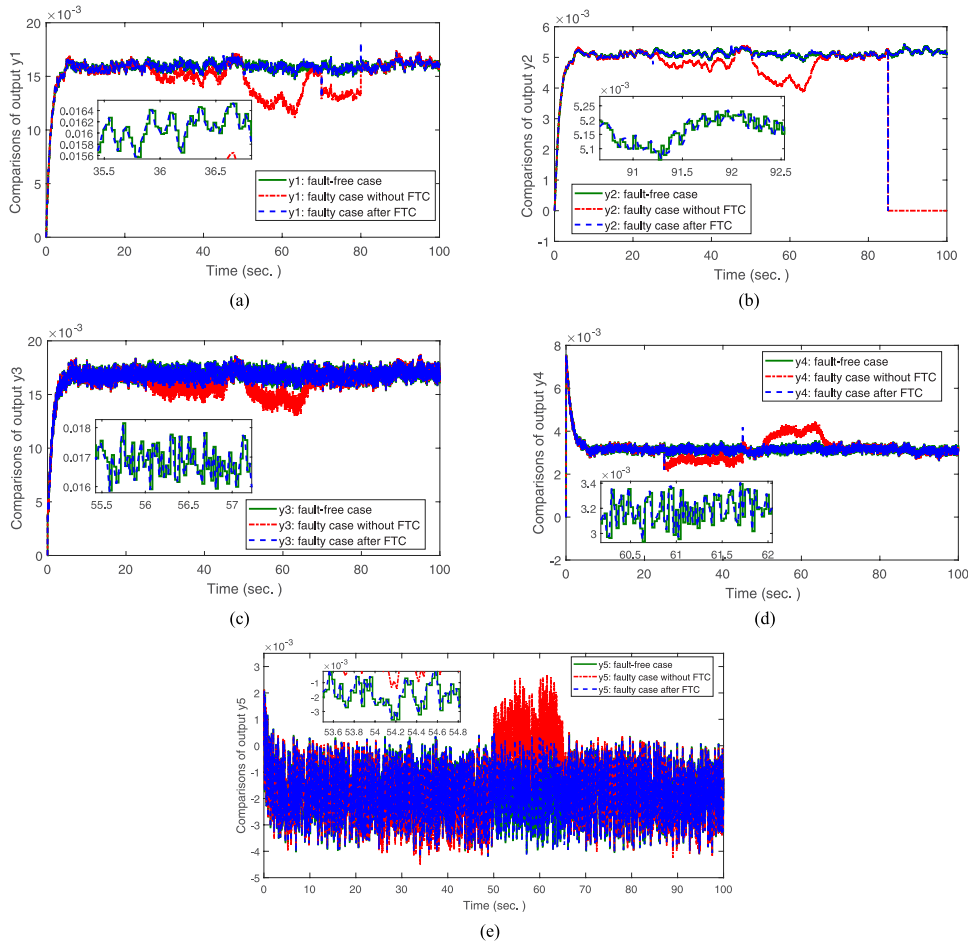 ×10⁻³
20
15
10
5
0
Comparisons of output y1
0.0164
0.016
0.0156
35.5 36 36.5
y1: fault-free case
y1: faulty case without FTC
y1: faulty case after FTC
0 20 40 60 80 100
Time (sec. )
(a)
×10⁻³
6
5
4
3
2
1
0
-1
Comparisons of output y2
×10⁻³
5.25
5.2
5.15
5.1
91 91.5 92 92.5
y2: fault-free case
y2: faulty case without FTC
y2: faulty case after FTC
0 20 40 60 80 100
Time (sec. )
(b)
×10⁻³
20
15
10
5
0
Comparisons of output y3
0.018
0.017
0.016
55.5 56 56.5 57
y3: fault-free case
y3: faulty case without FTC
y3: faulty case after FTC
0 20 40 60 80 100
Time (sec. )
(c)
×10⁻³
8
6
4
2
0
-2
Comparisons of output y4
y4: fault-free case
y4: faulty case without FTC
y4: faulty case after FTC
×10⁻³
3.4
3.2
3
60.5 61 61.5 62
0 20 40 60 80 100
Time (sec. )
(d)
×10⁻³
3
2
1
0
-1
-2
-3
-4
-5
Comparisons of output y5
×10⁻³
-1
-2
-3
53.6 53.8 54 54.2 54.4 54.6 54.8
y5: fault-free case
y5: faulty case without FTC
y5: faulty case after FTC
0 10 20 30 40 50 60 70 80 90 100
Time (sec. )
(e)